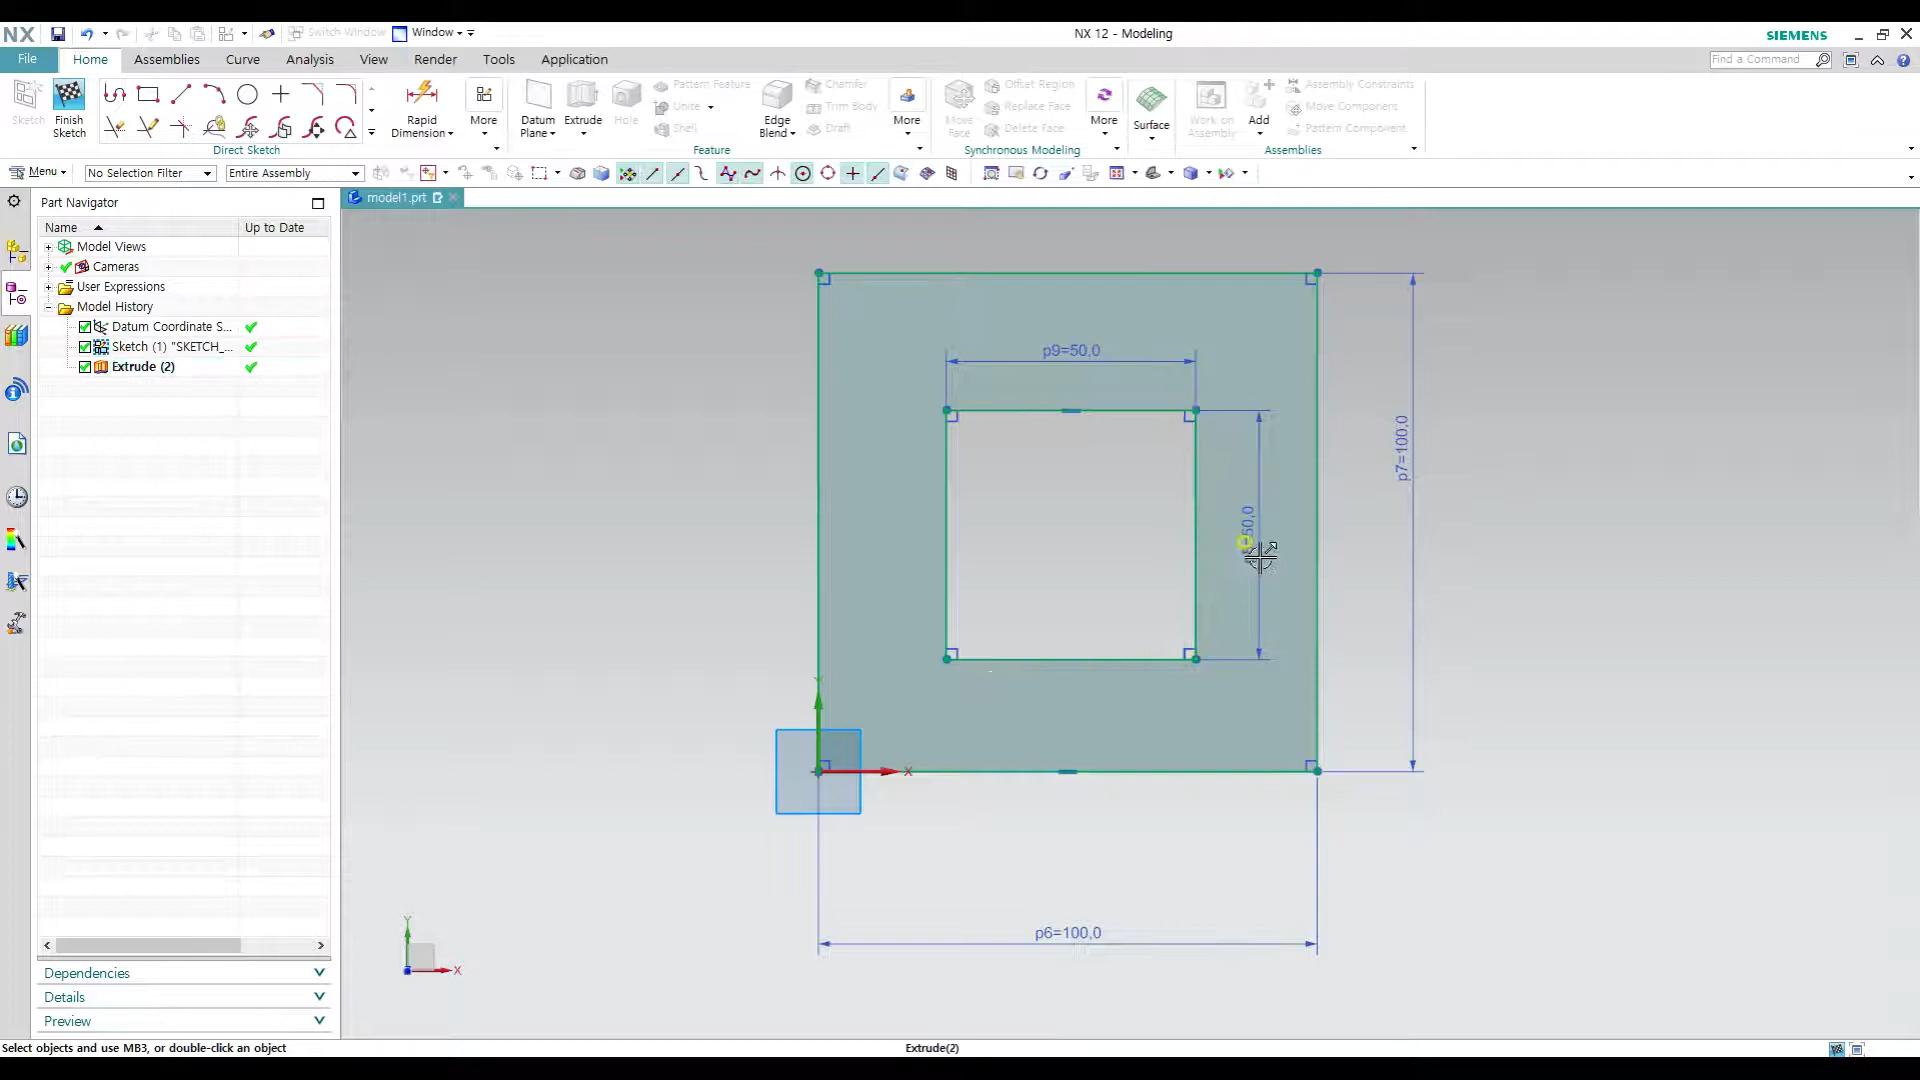 NX Switch Window Window NX 12 - Modeling SIEMENS
File Home Assemblies Curve Analysis View Render Tools Application Find a Command
Sketch Finish Sketch Rapid Dimension More Datum Plane Extrude Hole Pattern Feature Unite Shell Edge Blend Chamfer Trim Body Draft More Move Face Offset Region Replace Face Delete Face More Surface Work on Assembly Add Assembly Constraints Move Component Pattern Component
Direct Sketch Feature Synchronous Modeling Assemblies
Menu No Selection Filter Entire Assembly
Part Navigator model1.prt
Name Up to Date
Model Views
Cameras
User Expressions
Model History
Datum Coordinate S...
Sketch (1) "SKETCH_...
Extrude (2)
p9=50,0
p7=100,0
50,0
Y
X
p6=100,0
Y
X
Dependencies
Details
Preview
Select objects and use MB3, or double-click an object Extrude(2)